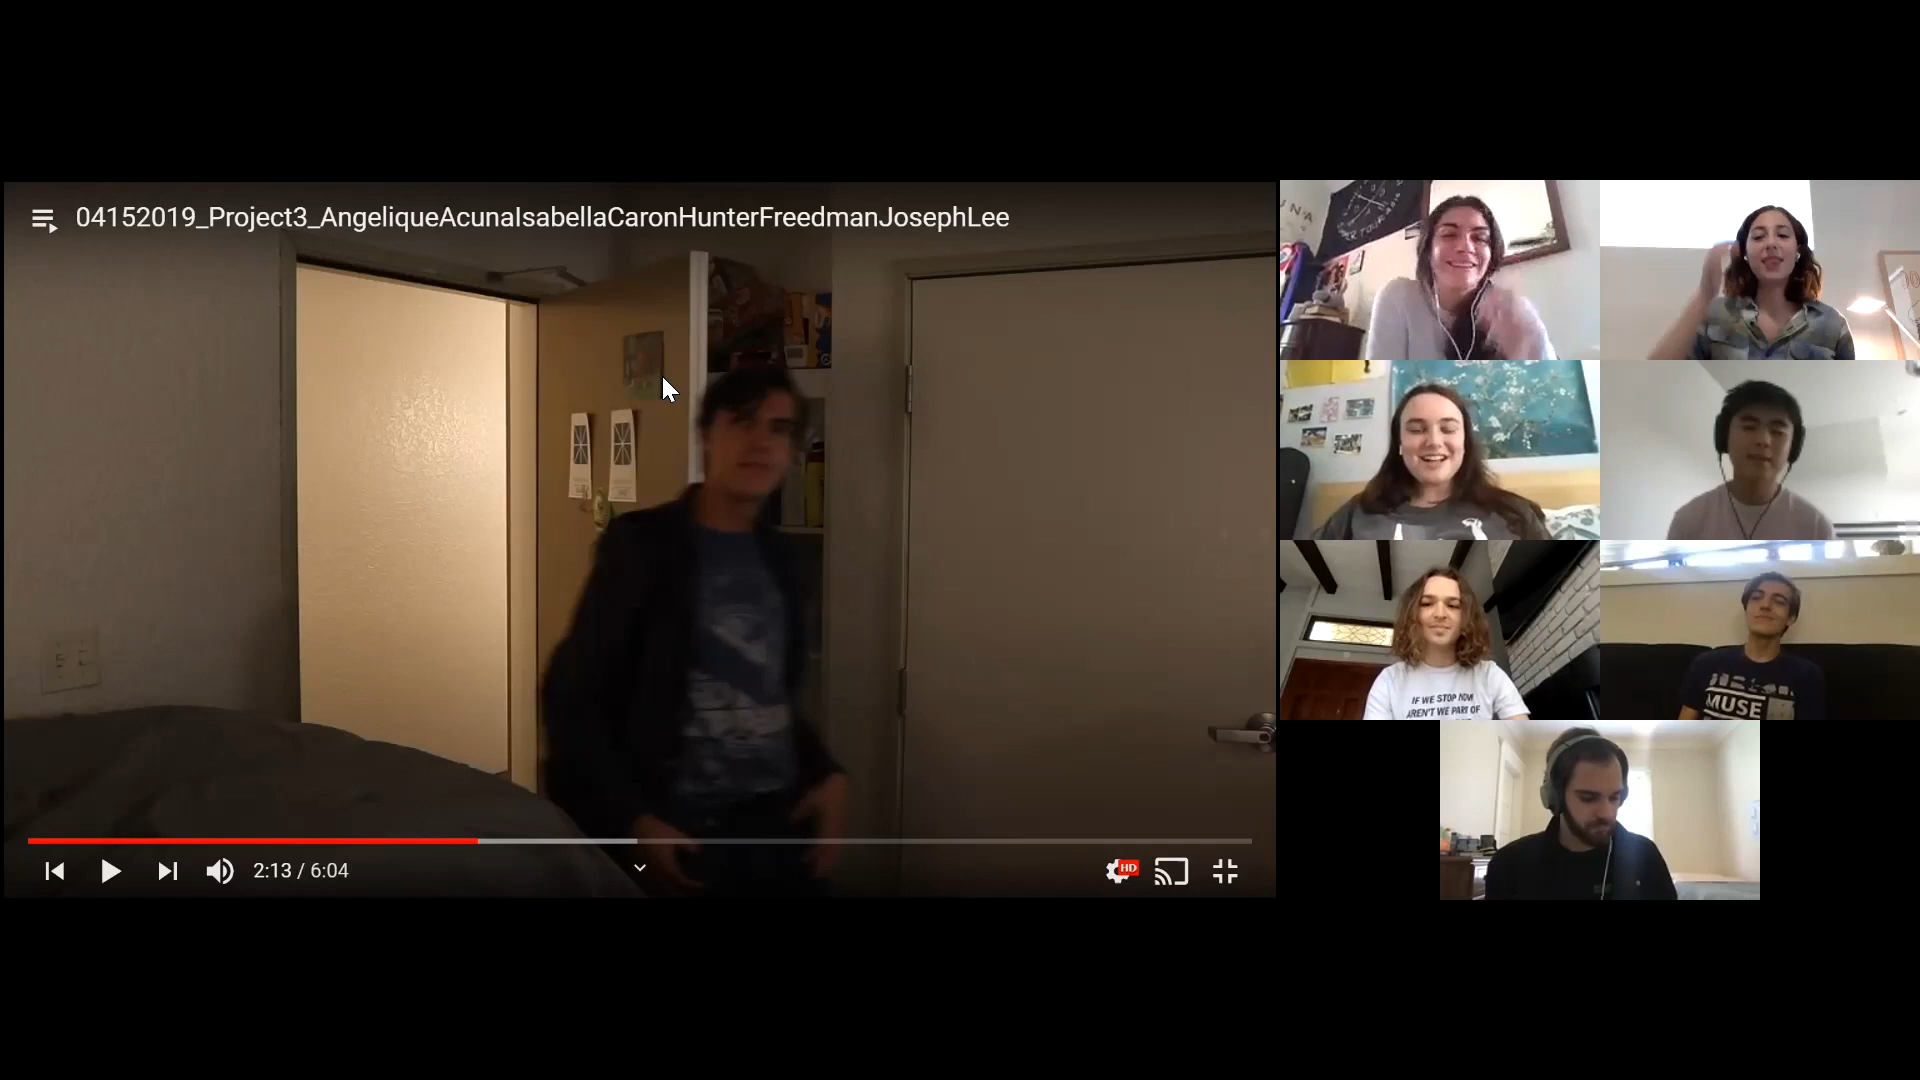 04152019_Project3_AngeliqueAcunaIsabellaCaronHunterFreedmanJosephLee
2:13 / 6:04
HD
IF WE STOP NOW
AREN'T WE PART OF
MUSE